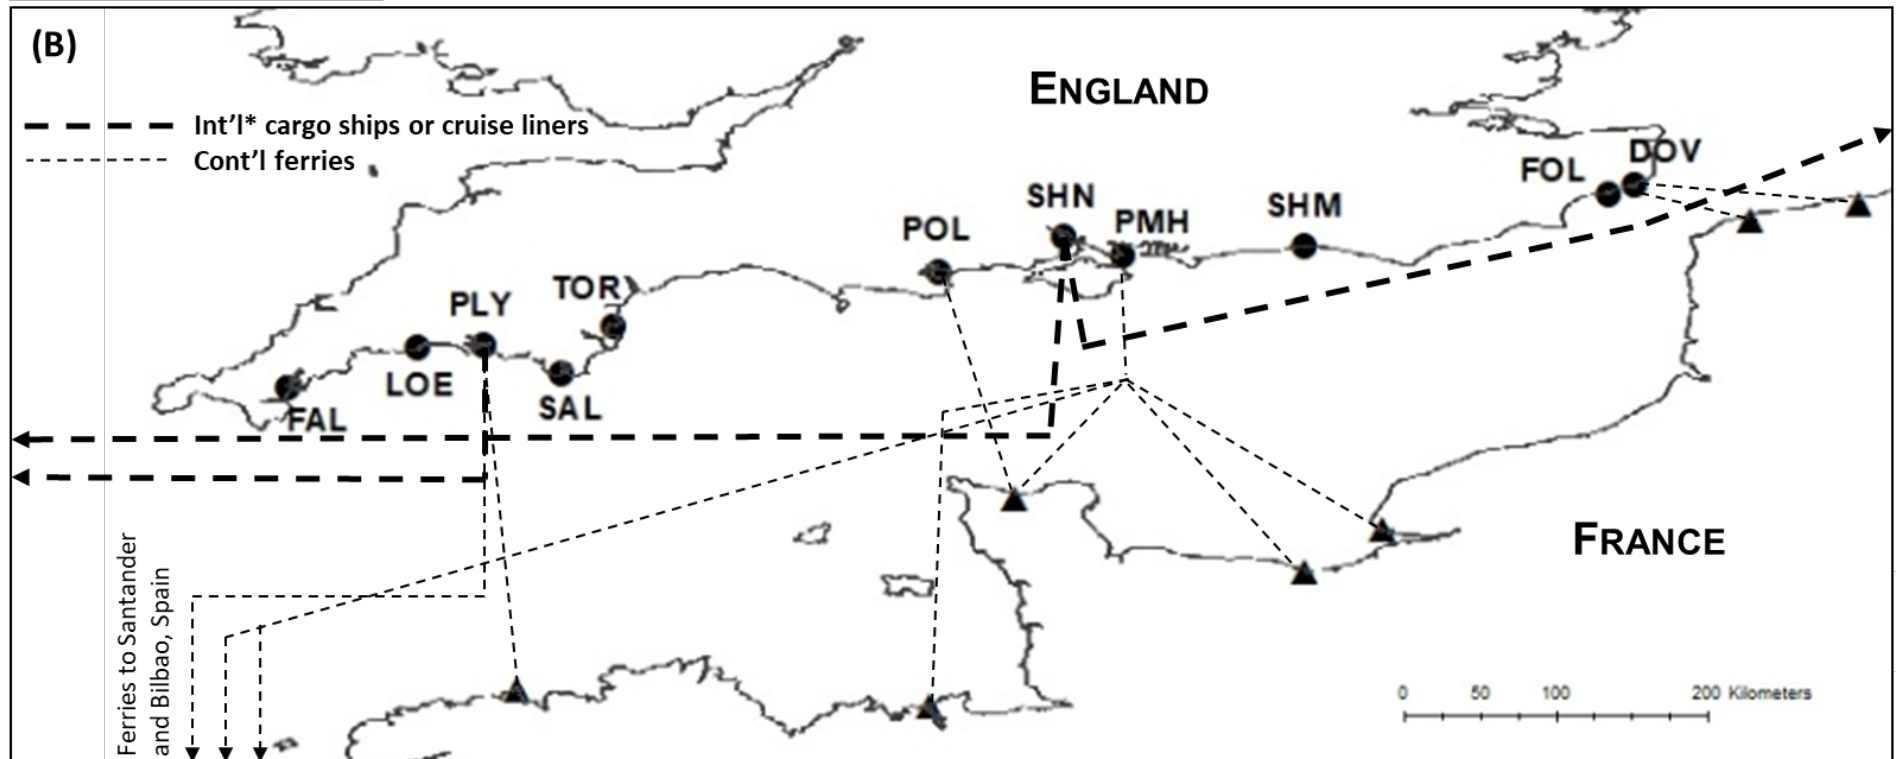 (B)
ENGLAND
Int'l* cargo ships or cruise liners
Cont'l ferries
DOV
FOL
SHN
PMH
SHM
POL
TOR
PLY
LOE
SAL
FAL
FRANCE
Ferries to Santander
and Bilbao, Spain
0 50 100 200 Kilometers